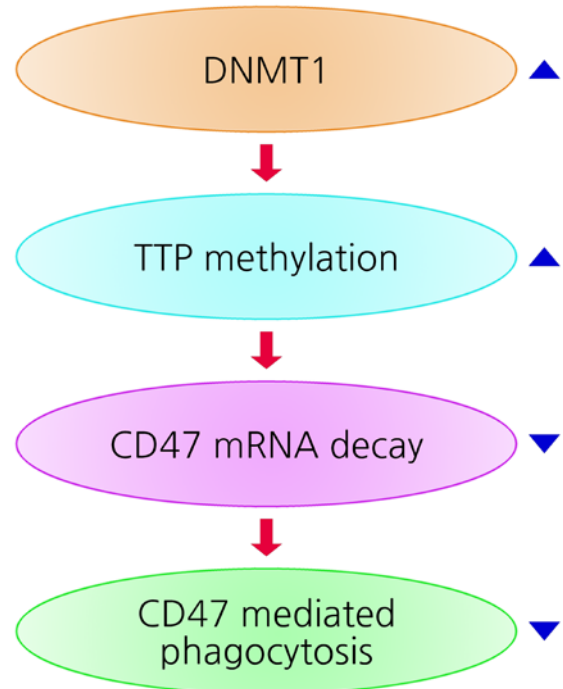 DNMT1
TTP methylation
CD47 mRNA decay
CD47 mediated
phagocytosis